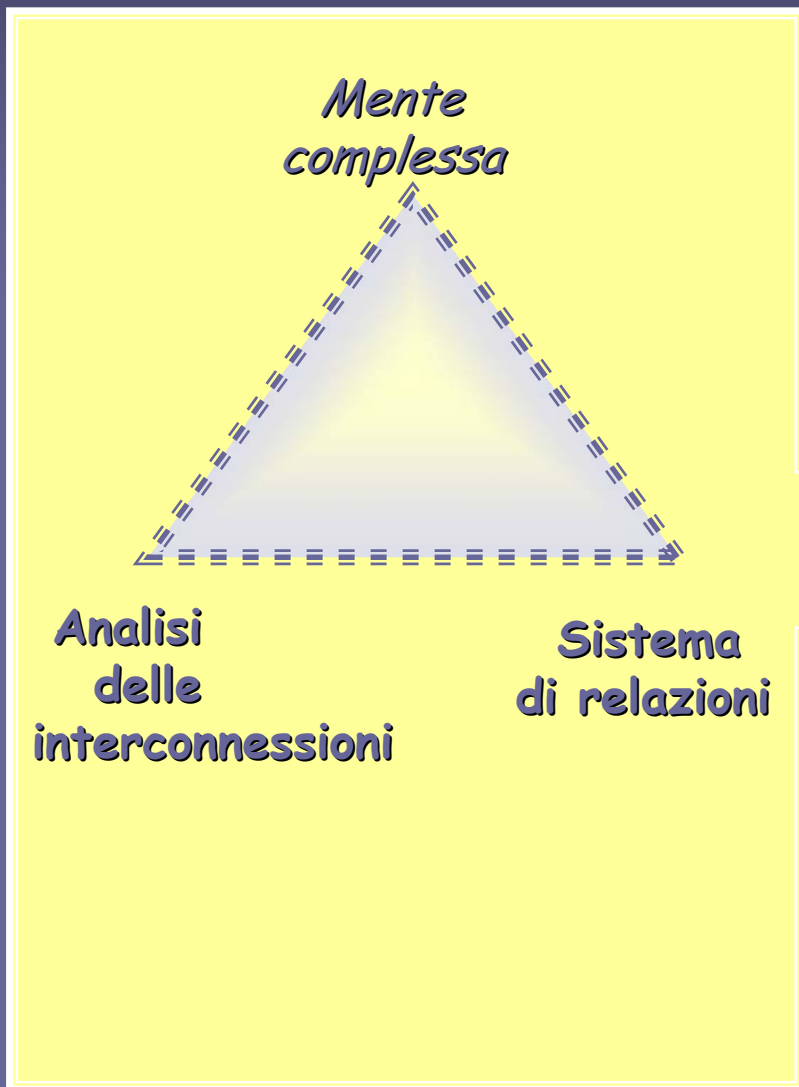 Mente
complessa
Analisi
delle
interconnessioni
Sistema
di relazioni